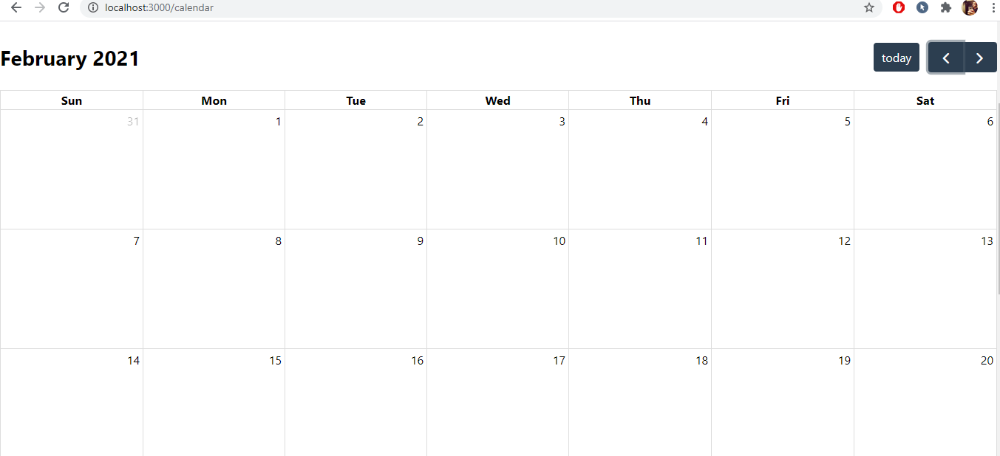 localhost:3000/calendar
February 2021
today
Sun Mon Tue Wed Thu Fri Sat
31 1 2 3 4 5 6
7 8 9 10 11 12 13
14 15 16 17 18 19 20